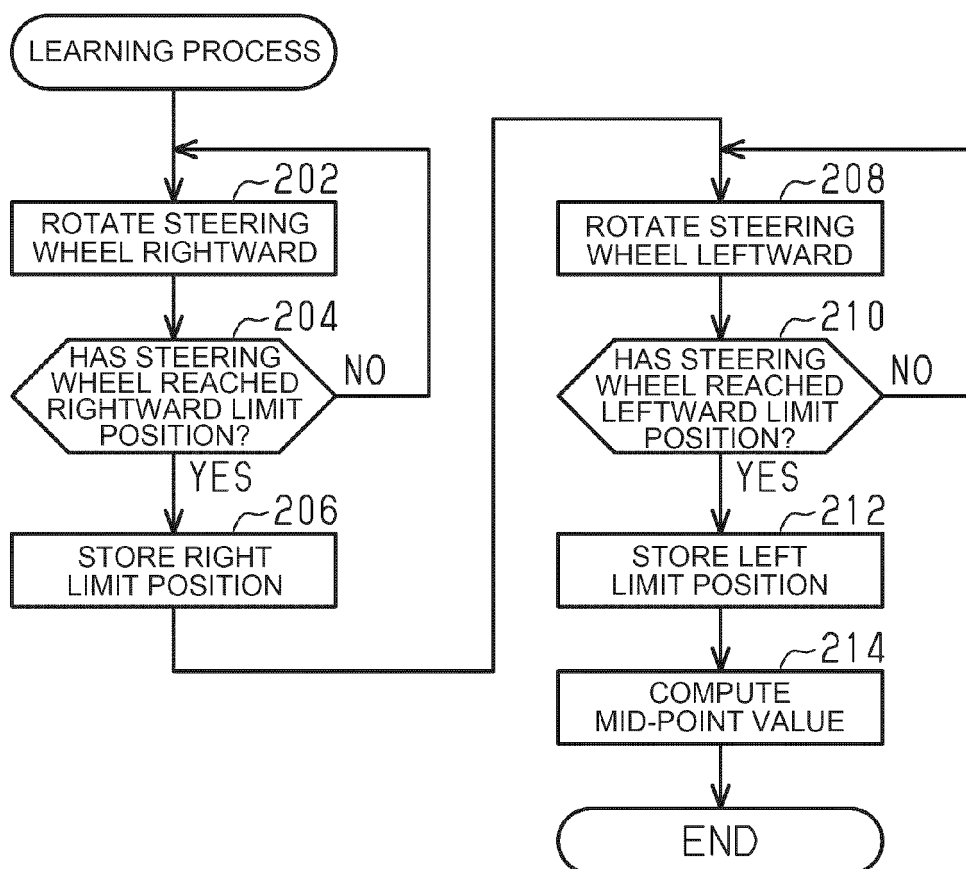 LEARNING PROCESS
202
ROTATE STEERING
WHEEL RIGHTWARD
204
HAS STEERING
WHEEL REACHED
RIGHTWARD LIMIT
POSITION?
NO
YES
206
STORE RIGHT
LIMIT POSITION
208
ROTATE STEERING
WHEEL LEFTWARD
210
HAS STEERING
WHEEL REACHED
LEFTWARD LIMIT
POSITION?
NO
YES
212
STORE LEFT
LIMIT POSITION
214
COMPUTE
MID-POINT VALUE
END